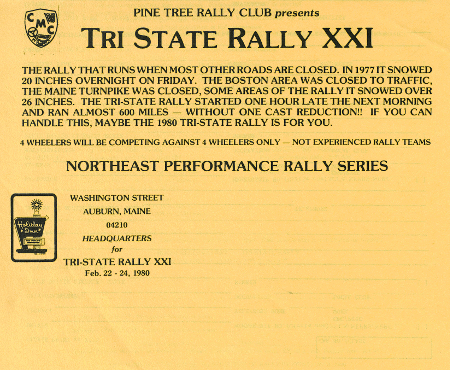 CMC
PINE TREE RALLY CLUB presents
TRI STATE RALLY XXI
THE RALLY THAT RUNS WHEN MOST OTHER ROADS ARE CLOSED. IN 1977 IT SNOWED
20 INCHES OVERNIGHT ON FRIDAY. THE BOSTON AREA WAS CLOSED TO TRAFFIC,
THE MAINE TURNPIKE WAS CLOSED, SOME AREAS OF THE RALLY IT SNOWED OVER
26 INCHES. THE TRI-STATE RALLY STARTED ONE HOUR LATE THE NEXT MORNING
AND RAN ALMOST 600 MILES — WITHOUT ONE CAST REDUCTION!! IF YOU CAN
HANDLE THIS, MAYBE THE 1980 TRI-STATE RALLY IS FOR YOU.
4 WHEELERS WILL BE COMPETING AGAINST 4 WHEELERS ONLY — NOT EXPERIENCED RALLY TEAMS
NORTHEAST PERFORMANCE RALLY SERIES
Holiday Inn
WASHINGTON STREET
AUBURN, MAINE
04210
HEADQUARTERS
for
TRI-STATE RALLY XXI
Feb. 22 - 24, 1980